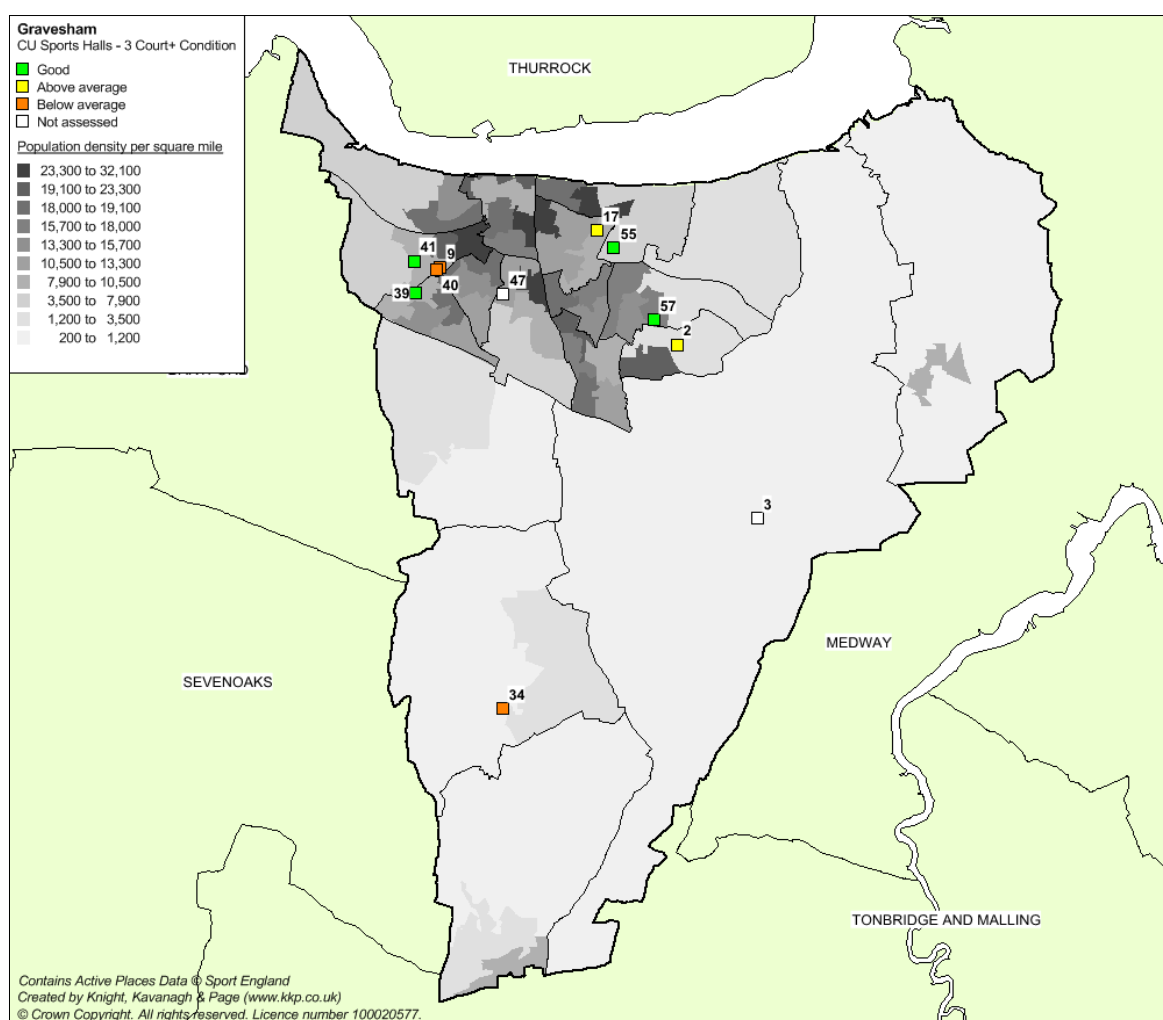 Gravesham
CU Sports Halls - 3 Court+ Condition
Good
Above average
Below average
Not assessed
Population density per square mile
23,300 to 32,100
19,100 to 23,300
18,000 to 19,100
15,700 to 18,000
13,300 to 15,700
10,500 to 13,300
7,900 to 10,500
3,500 to 7,900
1,200 to 3,500
200 to 1,200
THURROCK
17
55
41
9
47
40
39
57
2
3
MEDWAY
SEVENOAKS
34
TONBRIDGE AND MALLING
Contains Active Places Data © Sport England
Created by Knight, Kavanagh & Page (www.kkp.co.uk)
© Crown Copyright. All rights reserved. Licence number 100020577.